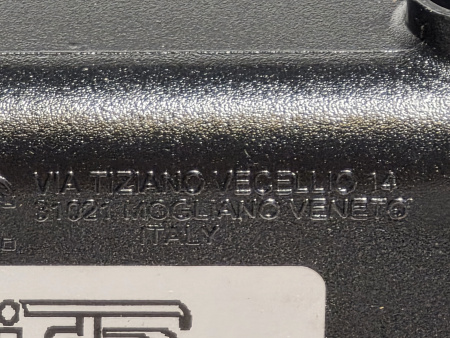 VIA TIZIANO VECELLIO 14
31021 MOGLIANO VENETO
ITALY